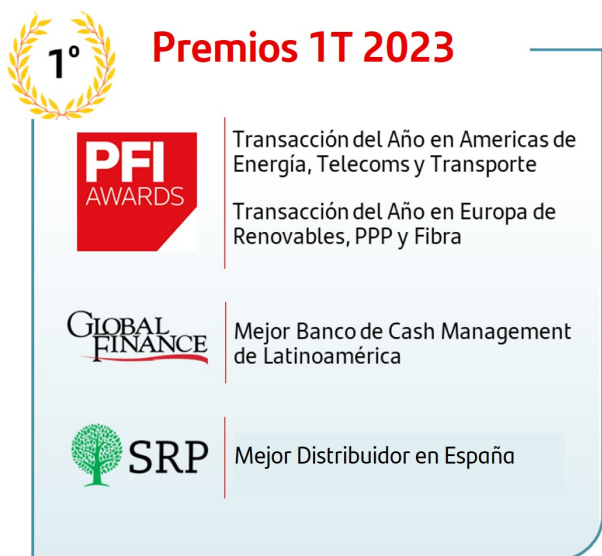 1º
Premios 1T 2023
PFI
AWARDS
Transacción del Año en Americas de
Energía, Telecoms y Transporte
Transacción del Año en Europa de
Renovables, PPP y Fibra
GLOBAL
FINANCE
Mejor Banco de Cash Management
de Latinoamérica
SRP
Mejor Distribuidor en España